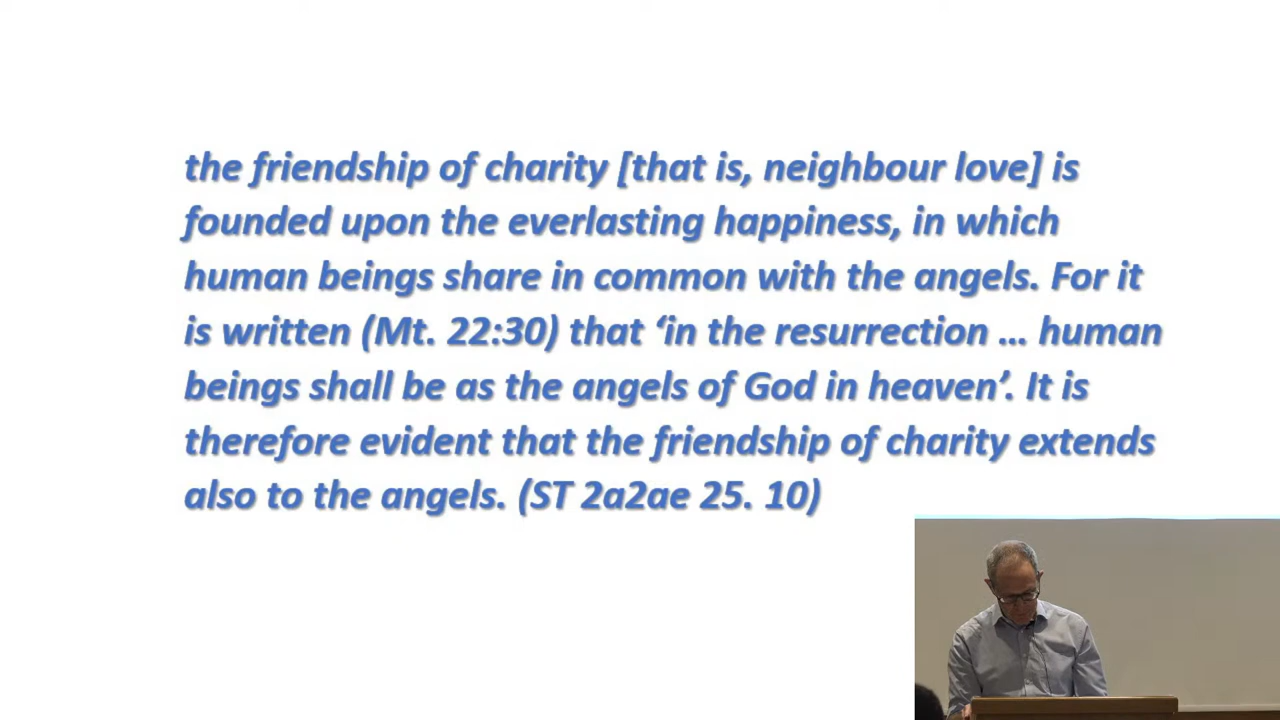 the friendship of charity [that is, neighbour love] is
founded upon the everlasting happiness, in which
human beings share in common with the angels. For it
is written (Mt. 22:30) that ‘in the resurrection … human
beings shall be as the angels of God in heaven’. It is
therefore evident that the friendship of charity extends
also to the angels. (ST 2a2ae 25. 10)